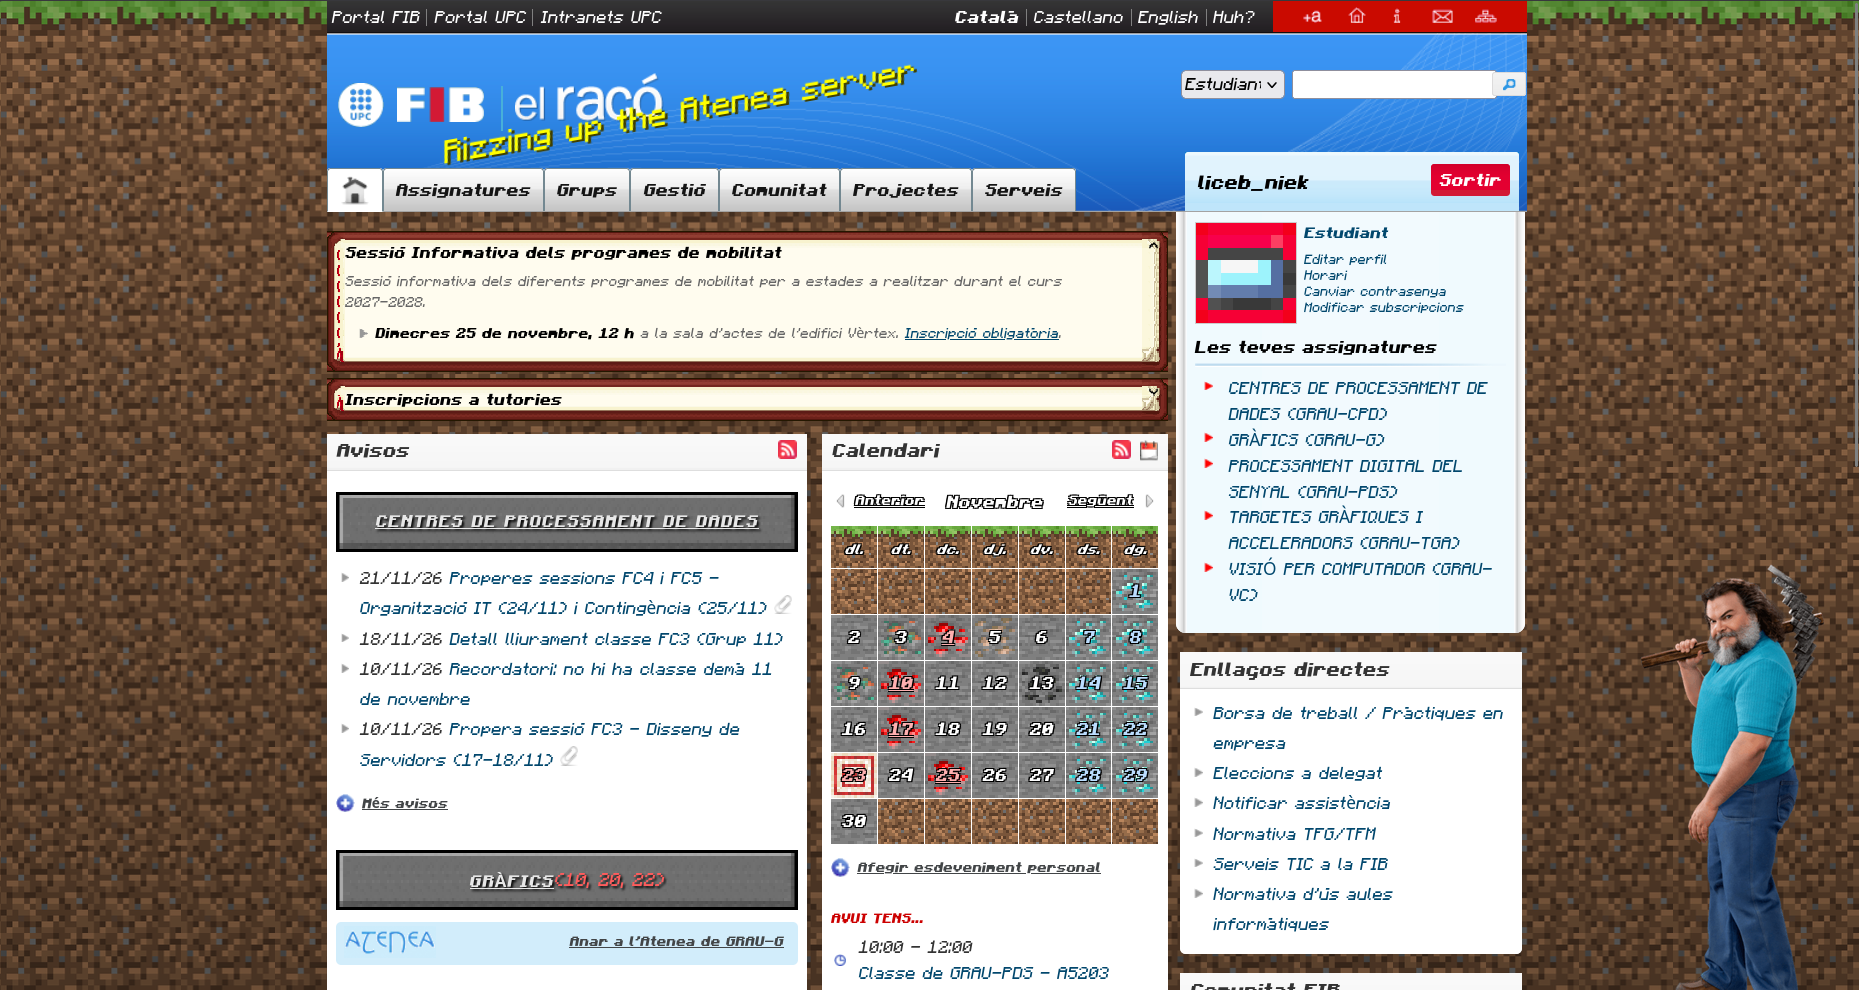 Portal FIB Portal UPC Intranets UPC
Català Castellano English Huh? +a
UPC FIB el racó
Rizzing up the Atenea server
Estudiant
Assignatures Grups Gestió Comunitat Projectes Serveis
liceb_niek Sortir
Sessió Informativa dels programes de mobilitat
Sessió informativa dels diferents programes de mobilitat per a estades a realitzar durant el curs
2027-2028.
Dimecres 25 de novembre, 12 h a la sala d'actes de l'edifici Vèrtex. Inscripció obligatòria.
Inscripcions a tutories
Estudiant
Editar perfil
Horari
Canviar contrasenya
Modificar subscripcions
Les teves assignatures
CENTRES DE PROCESSAMENT DE
DADES (GRAU-CPD)
GRÀFICS (GRAU-G)
PROCESSAMENT DIGITAL DEL
SENYAL (GRAU-PDS)
TARGETES GRÀFIQUES I
ACCELERADORS (GRAU-TGA)
VISIÓ PER COMPUTADOR (GRAU-
VC)
Avisos
CENTRES DE PROCESSAMENT DE DADES
21/11/26 Properes sessions FC4 i FC5 -
Organització IT (24/11) i Contingència (25/11)
18/11/26 Detall lliurament classe FC3 (Grup 11)
10/11/26 Recordatori: no hi ha classe demà 11
de novembre
10/11/26 Propera sessió FC3 - Disseny de
Servidors (17-18/11)
Més avisos
GRÀFICS(10, 20, 22)
ATENEA Anar a l'Atenea de GRAU-G
Calendari
Anterior Novembre Següent
dl. dt. dc. dj. dv. ds. dg.
1
2 3 4 5 6 7 8
9 10 11 12 13 14 15
16 17 18 19 20 21 22
23 24 25 26 27 28 29
30
Afegir esdeveniment personal
AVUI TENS...
10:00 - 12:00
Classe de GRAU-PDS - A5203
Enllaços directes
Borsa de treball / Pràctiques en
empresa
Eleccions a delegat
Notificar assistència
Normativa TFG/TFM
Serveis TIC a la FIB
Normativa d'ús aules
informàtiques
Comunitat FIB